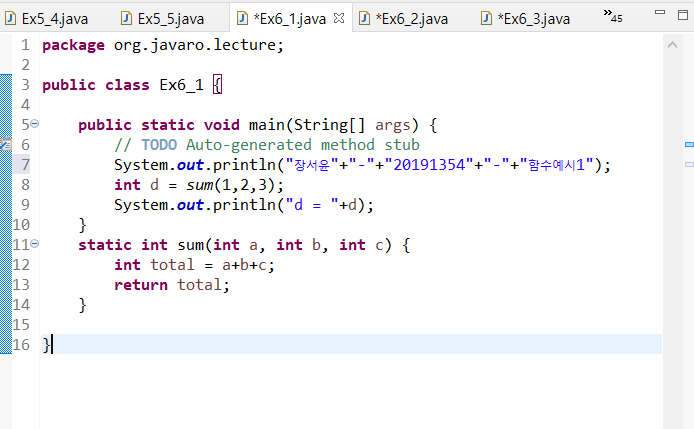 Ex5_4.java Ex5_5.java *Ex6_1.java *Ex6_2.java *Ex6_3.java »45
1 package org.javaro.lecture;
2
3 public class Ex6_1 {
4
5 public static void main(String[] args) {
6 // TODO Auto-generated method stub
7 System.out.println("장서윤"+"-"+"20191354"+"-"+"함수예시1");
8 int d = sum(1,2,3);
9 System.out.println("d = "+d);
10 }
11 static int sum(int a, int b, int c) {
12 int total = a+b+c;
13 return total;
14 }
15
16 }